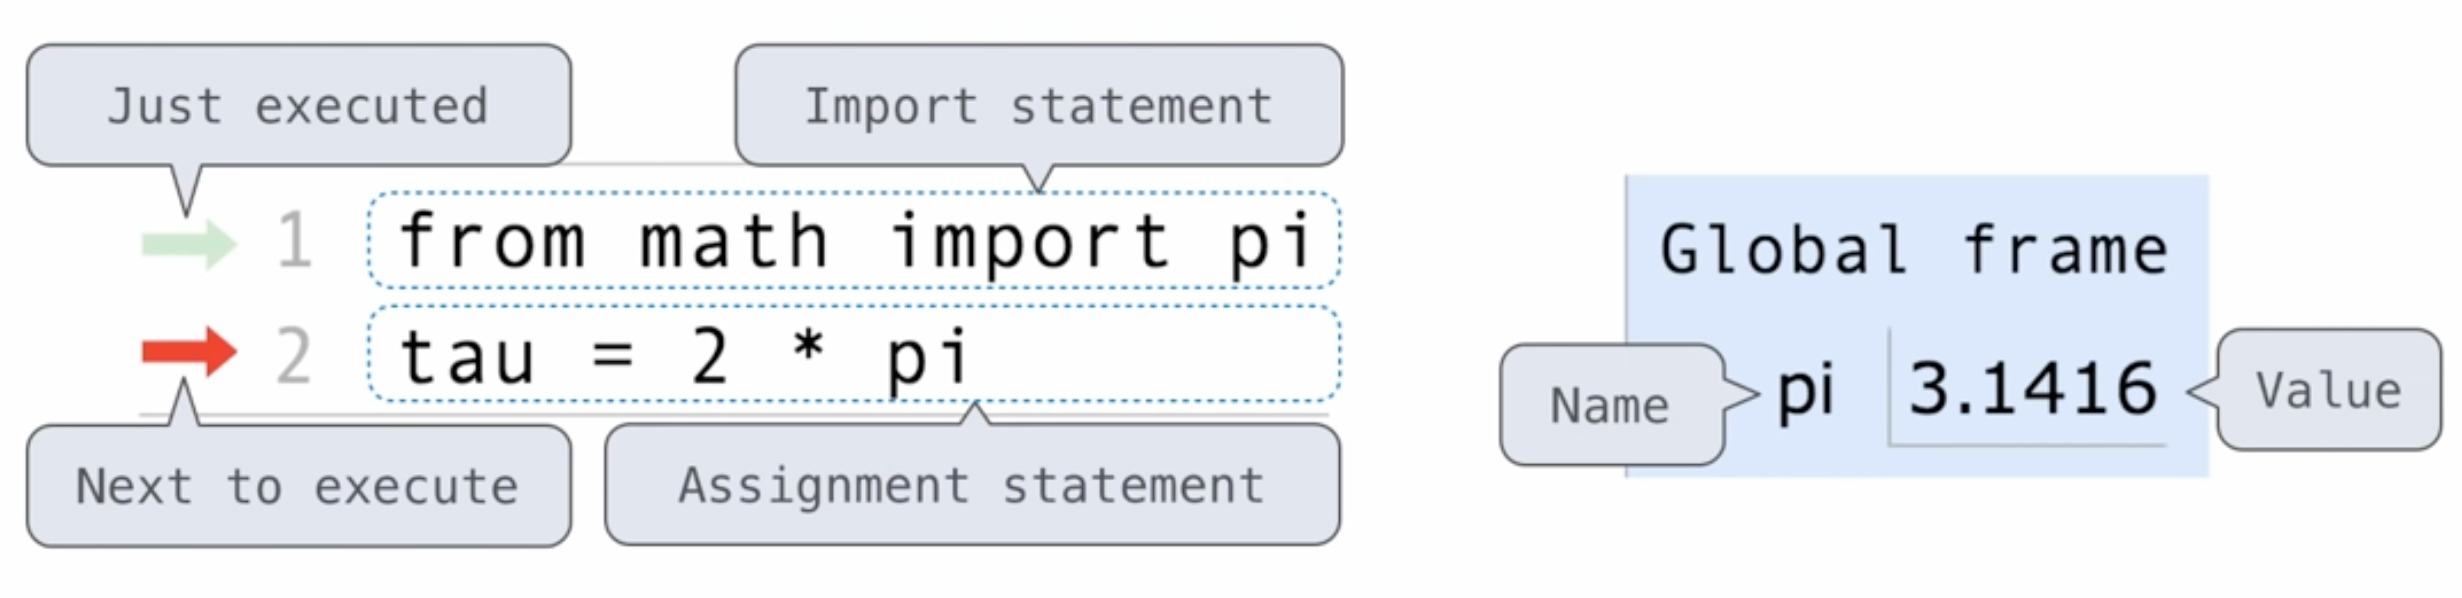 Just executed
Import statement
1 from math import pi
2 tau = 2 * pi
Next to execute
Assignment statement
Global frame
Name
pi 3.1416
Value